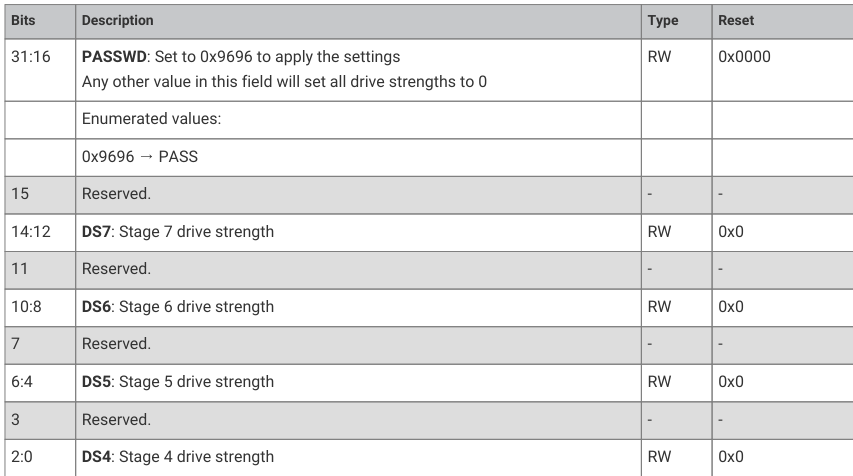 Bits Description Type Reset
31:16 PASSWD: Set to 0x9696 to apply the settings RW 0x0000
Any other value in this field will set all drive strengths to 0
Enumerated values:
0x9696 → PASS
15 Reserved. - -
14:12 DS7: Stage 7 drive strength RW 0x0
11 Reserved. - -
10:8 DS6: Stage 6 drive strength RW 0x0
7 Reserved. - -
6:4 DS5: Stage 5 drive strength RW 0x0
3 Reserved. - -
2:0 DS4: Stage 4 drive strength RW 0x0